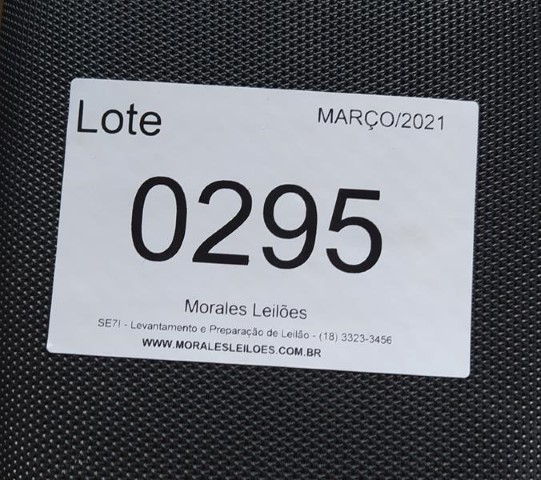 Lote MARÇO/2021
0295
Morales Leilões
SE7I - Levantamento e Preparação de Leilão - (18) 3323-3456
WWW.MORALESLEILOES.COM.BR